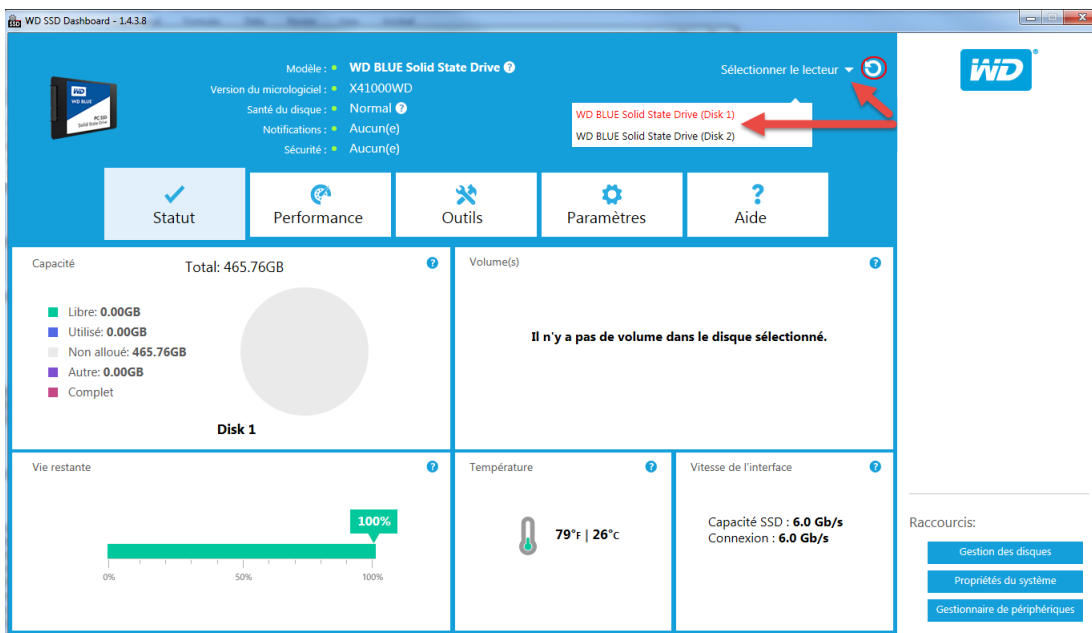 WD SSD Dashboard - 1.4.3.8
Modèle : WD BLUE Solid State Drive ?
Version du micrologiciel : X41000WD
Santé du disque : Normal ?
Notifications : Aucun(e)
Sécurité : Aucun(e)
Sélectionner le lecteur
WD BLUE Solid State Drive (Disk 1)
WD BLUE Solid State Drive (Disk 2)
WD
WD
WD BLUE
Statut
Performance
Outils
? Aide
Paramètres
Capacité
Total: 465.76GB
?
Libre: 0.00GB
Utilisé: 0.00GB
Non alloué: 465.76GB
Autre: 0.00GB
Complet
Disk 1
Volume(s)
?
Il n'y a pas de volume dans le disque sélectionné.
Vie restante
?
100%
0%
50%
100%
Température
?
79°F | 26°C
Vitesse de l'interface
?
Capacité SSD : 6.0 Gb/s
Connexion : 6.0 Gb/s
Raccourcis:
Gestion des disques
Propriétés du système
Gestionnaire de périphériques